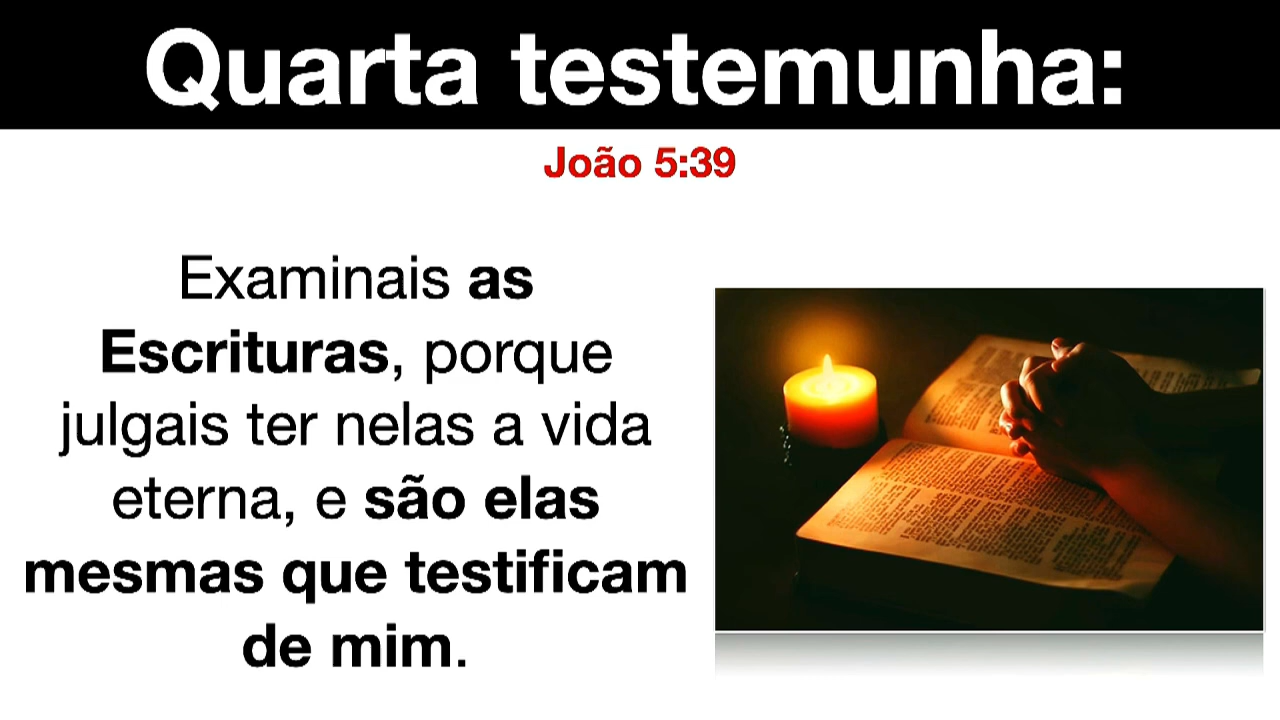 Quarta testemunha:
João 5:39
Examinais as
Escrituras, porque
julgais ter nelas a vida
eterna, e são elas
mesmas que testificam
de mim.